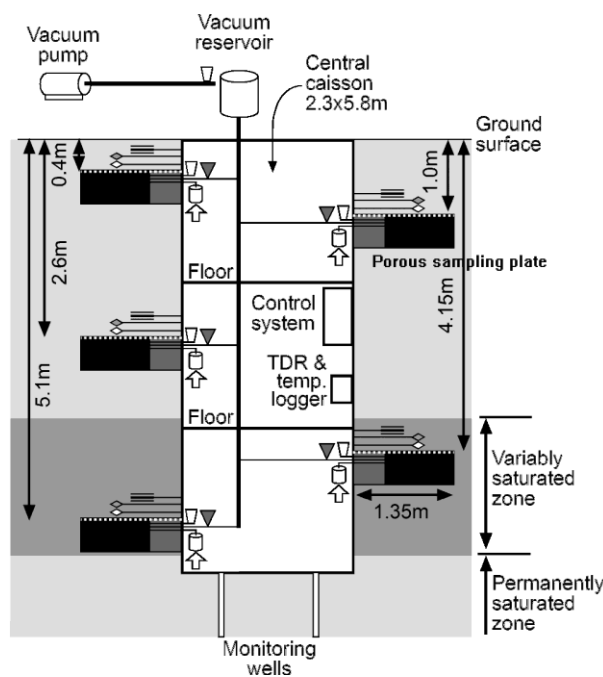 Vacuum
pump
Vacuum
reservoir
Central
caisson
2.3x5.8m
Ground
surface
0.4m
1.0m
2.6m
Floor
Porous sampling plate
Control
system
4.15m
5.1m
TDR &
temp.
logger
Floor
Variably
saturated
zone
1.35m
Permanently
saturated
zone
Monitoring
wells